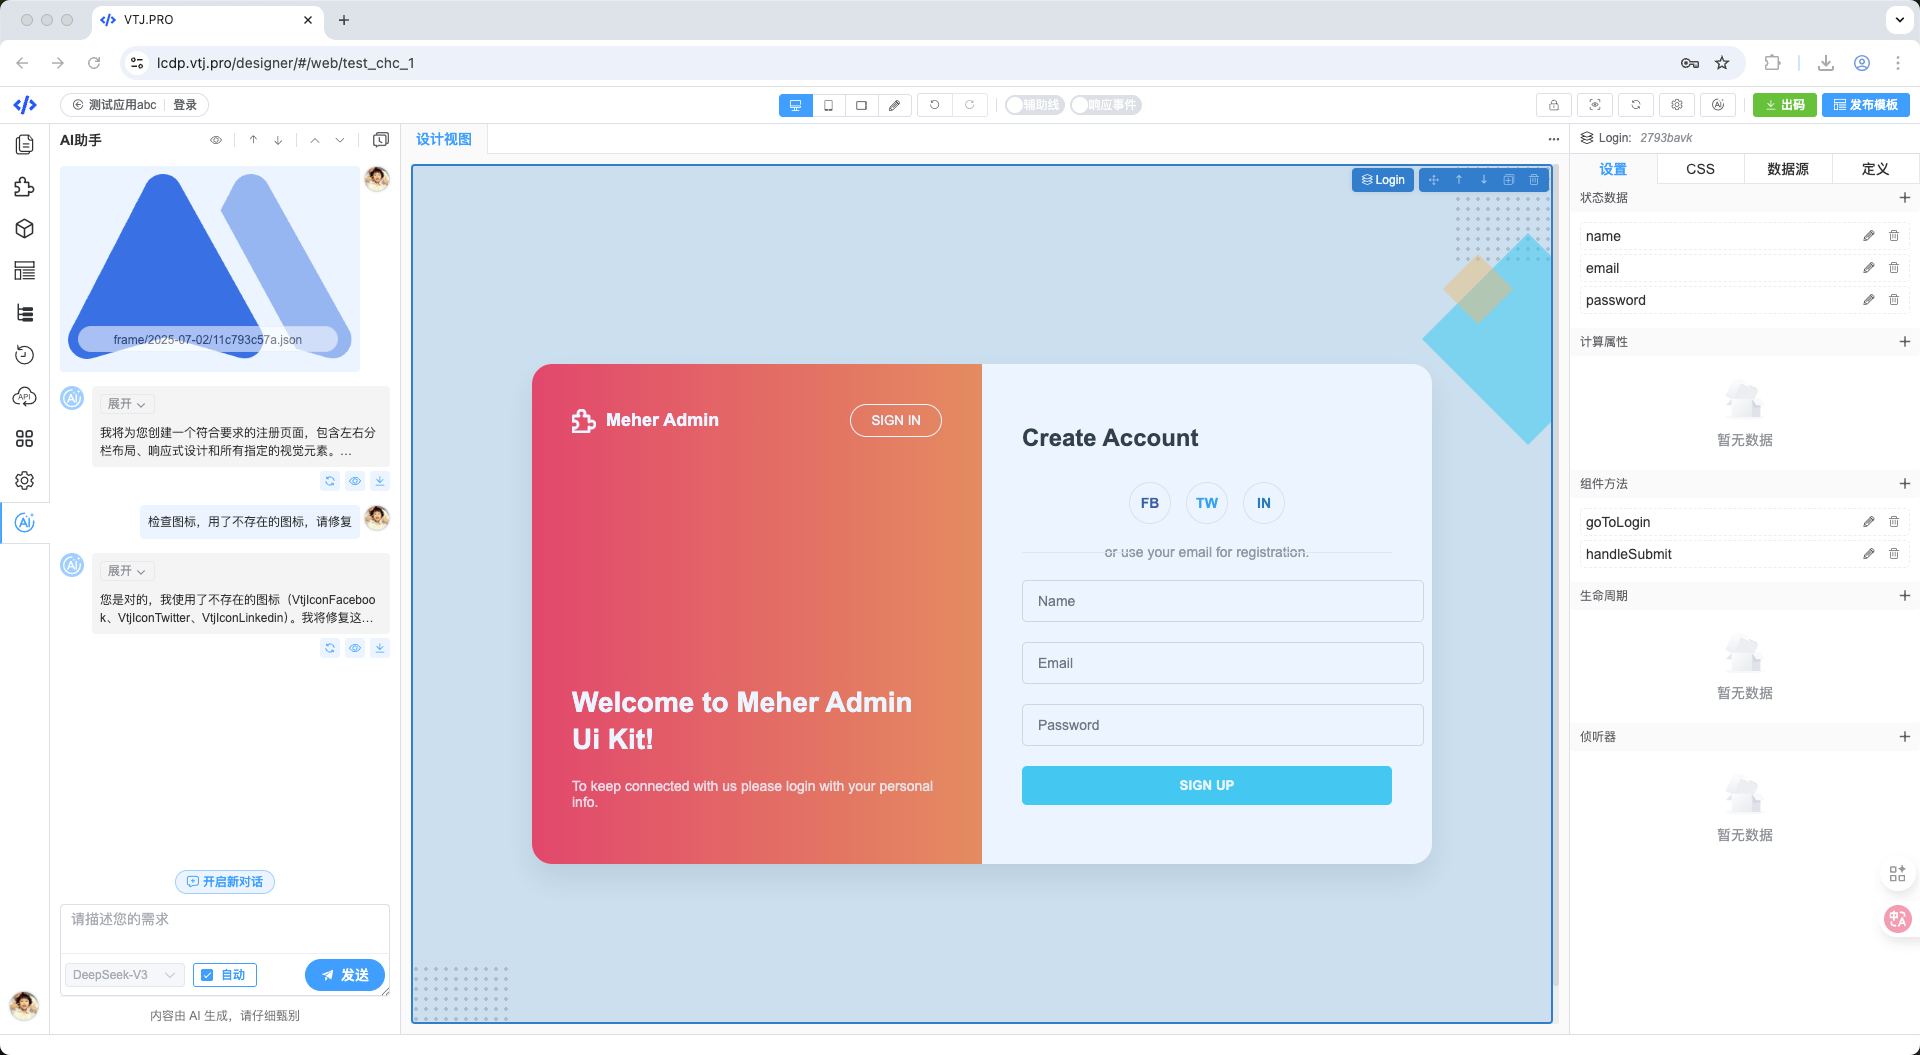 VTJ.PRO
lcdp.vtj.pro/designer/#/web/test_chc_1
测试应用abc
登录
辅助线
响应事件
出码
发布模板
AI助手
设计视图
Login: 2793bavk
设置
CSS
数据源
定义
frame/2025-07-02/11c793c57a.json
展开
我将为您创建一个符合要求的注册页面，包含左右分
栏布局、响应式设计和所有指定的视觉元素。...
检查图标，用了不存在的图标，请修复
展开
您是对的，我使用了不存在的图标（VtjIconFaceboo
k、VtjIconTwitter、VtjIconLinkedin）。我将修复这...
开启新对话
请描述您的需求
DeepSeek-V3
自动
发送
内容由 AI 生成，请仔细甄别
Login
Meher Admin
SIGN IN
Welcome to Meher Admin
Ui Kit!
To keep connected with us please login with your personal
info.
Create Account
FB
TW
IN
or use your email for registration.
Name
Email
Password
SIGN UP
状态数据
name
email
password
计算属性
暂无数据
组件方法
goToLogin
handleSubmit
生命周期
暂无数据
侦听器
暂无数据
API
AI
AI
AI